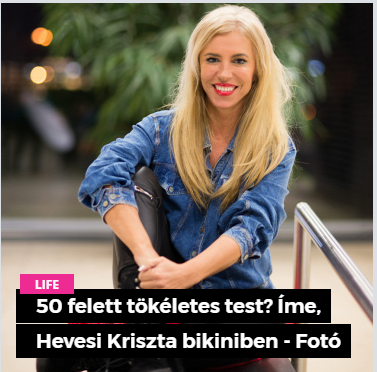 LIFE
50 felett tökéletes test? Íme,
Hevesi Kriszta bikiniben - Fotó